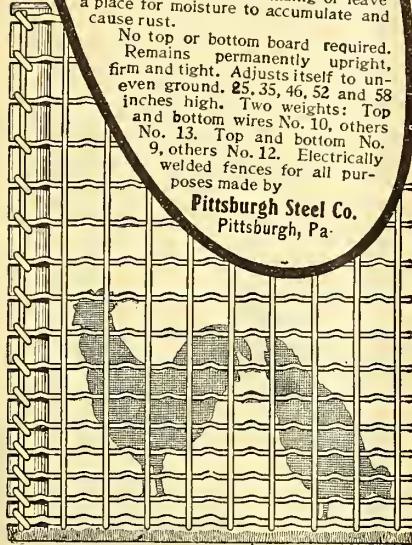 a place for moisture to accumulate and
cause rust.
No top or bottom board required.
Remains permanently upright,
firm and tight. Adjusts itself to un-
even ground. 25, 35, 46, 52 and 58
inches high. Two weights: Top
and bottom wires No. 10, others
No. 13. Top and bottom No.
9, others No. 12. Electrically
welded fences for all pur-
poses made by
Pittsburgh Steel Co.
Pittsburgh, Pa.